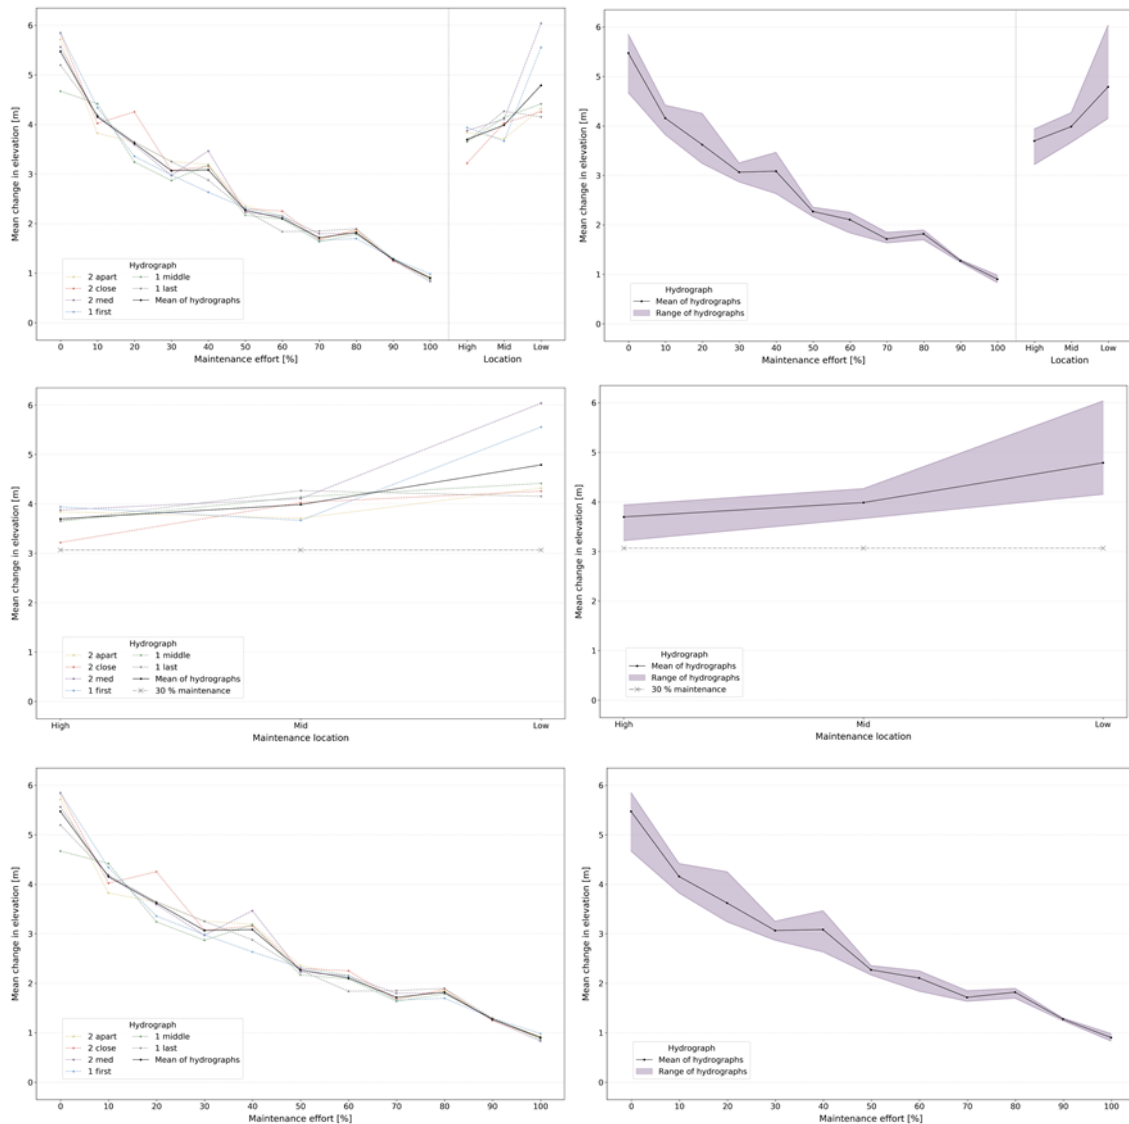 6
5
4
3
2
1
0
Mean change in elevation [m]
Hydrograph
2 apart
2 close
2 med
1 first
1 middle
1 last
Mean of hydrographs
0 10 20 30 40 50 60 70 80 90 100 High Mid Low
Maintenance effort [%] Location
6
5
4
3
2
1
0
Mean change in elevation [m]
Hydrograph
Mean of hydrographs
Range of hydrographs
0 10 20 30 40 50 60 70 80 90 100 High Mid Low
Maintenance effort [%] Location
6
5
4
3
2
1
0
Mean change in elevation [m]
Hydrograph
2 apart
2 close
2 med
1 first
1 middle
1 last
Mean of hydrographs
30 % maintenance
High Mid Low
Maintenance location
6
5
4
3
2
1
0
Mean change in elevation [m]
Hydrograph
Mean of hydrographs
Range of hydrographs
30 % maintenance
High Mid Low
Maintenance location
6
5
4
3
2
1
0
Mean change in elevation [m]
Hydrograph
2 apart
2 close
2 med
1 first
1 middle
1 last
Mean of hydrographs
0 10 20 30 40 50 60 70 80 90 100
Maintenance effort [%]
6
5
4
3
2
1
0
Mean change in elevation [m]
Hydrograph
Mean of hydrographs
Range of hydrographs
0 10 20 30 40 50 60 70 80 90 100
Maintenance effort [%]